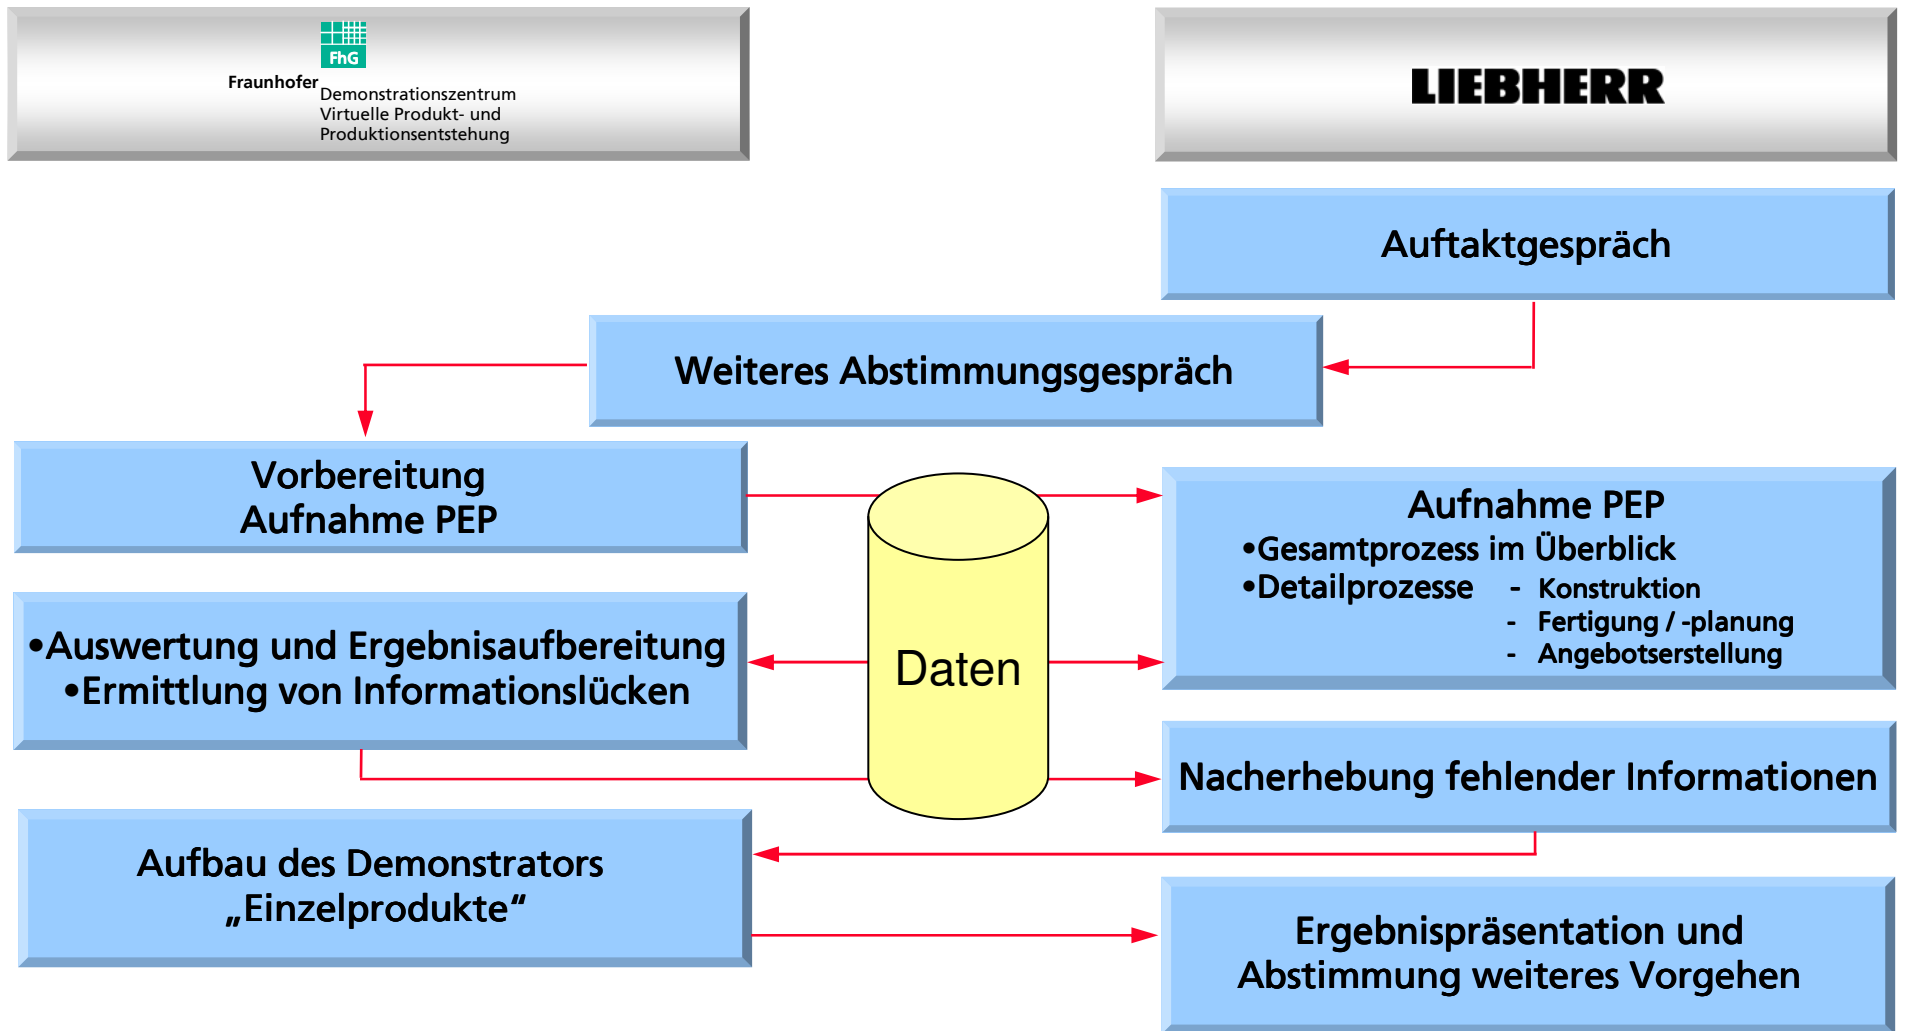 FhG
Fraunhofer
Demonstrationszentrum
Virtuelle Produkt- und
Produktionsentstehung
LIEBHERR
Auftaktgespräch
Weiteres Abstimmungsgespräch
Vorbereitung
Aufnahme PEP
Aufnahme PEP
•Gesamtprozess im Überblick
•Detailprozesse - Konstruktion
- Fertigung / -planung
- Angebotserstellung
•Auswertung und Ergebnisaufbereitung
•Ermittlung von Informationslücken
Daten
Nacherhebung fehlender Informationen
Aufbau des Demonstrators
„Einzelprodukte“
Ergebnispräsentation und
Abstimmung weiteres Vorgehen